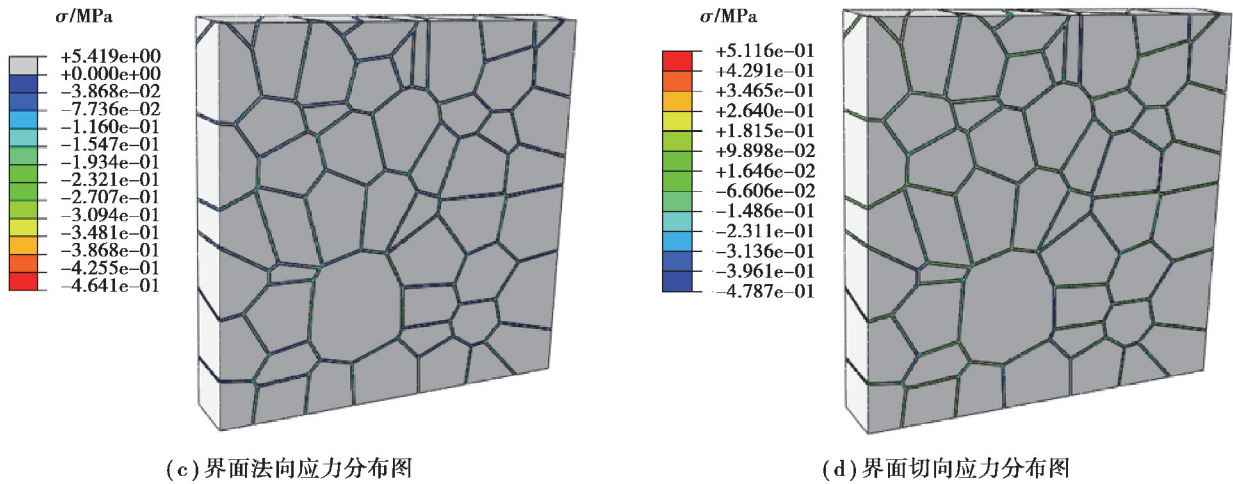 σ/MPa
+5.419e+00
+0.000e+00
−3.868e−02
−7.736e−02
−1.160e−01
−1.547e−01
−1.934e−01
−2.321e−01
−2.707e−01
−3.094e−01
−3.481e−01
−3.868e−01
−4.255e−01
−4.641e−01
(c)界面法向应力分布图
σ/MPa
+5.116e−01
+4.291e−01
+3.465e−01
+2.640e−01
+1.815e−01
+9.898e−02
+1.646e−02
−6.606e−02
−1.486e−01
−2.311e−01
−3.136e−01
−3.961e−01
−4.787e−01
(d)界面切向应力分布图